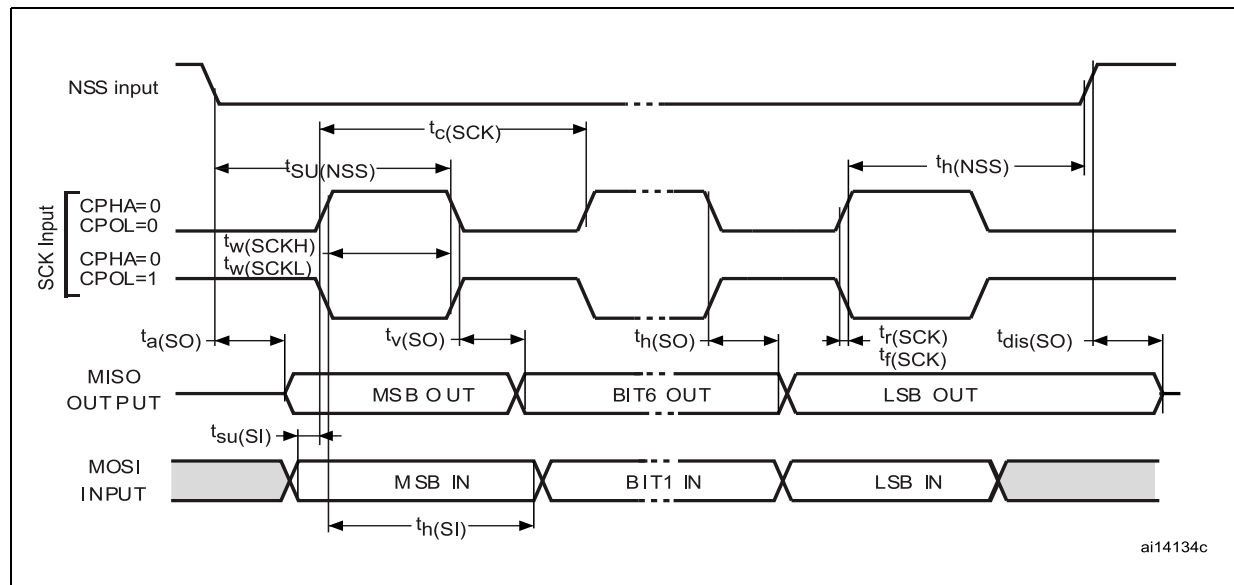 NSS input
tc(SCK)
tSU(NSS)
th(NSS)
SCK Input
CPHA=0
CPOL=0
CPHA=0
CPOL=1
tw(SCKH)
tw(SCKL)
ta(SO)
tv(SO)
th(SO)
tr(SCK)
tf(SCK)
tdis(SO)
MISO
OUTPUT
MSB OUT
BIT6 OUT
LSB OUT
tsu(SI)
MOSI
INPUT
MSB IN
BIT1 IN
LSB IN
th(SI)
ai14134c